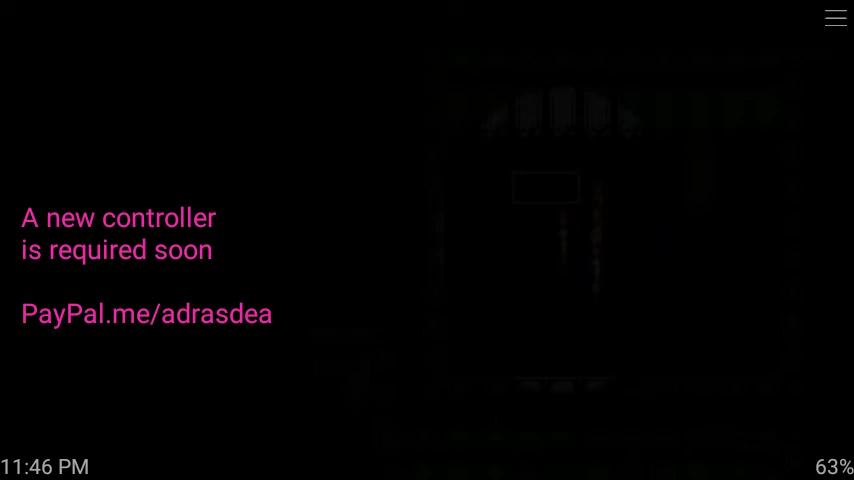 A new controller
is required soon
PayPal.me/adrasdea
11:46 PM
63%